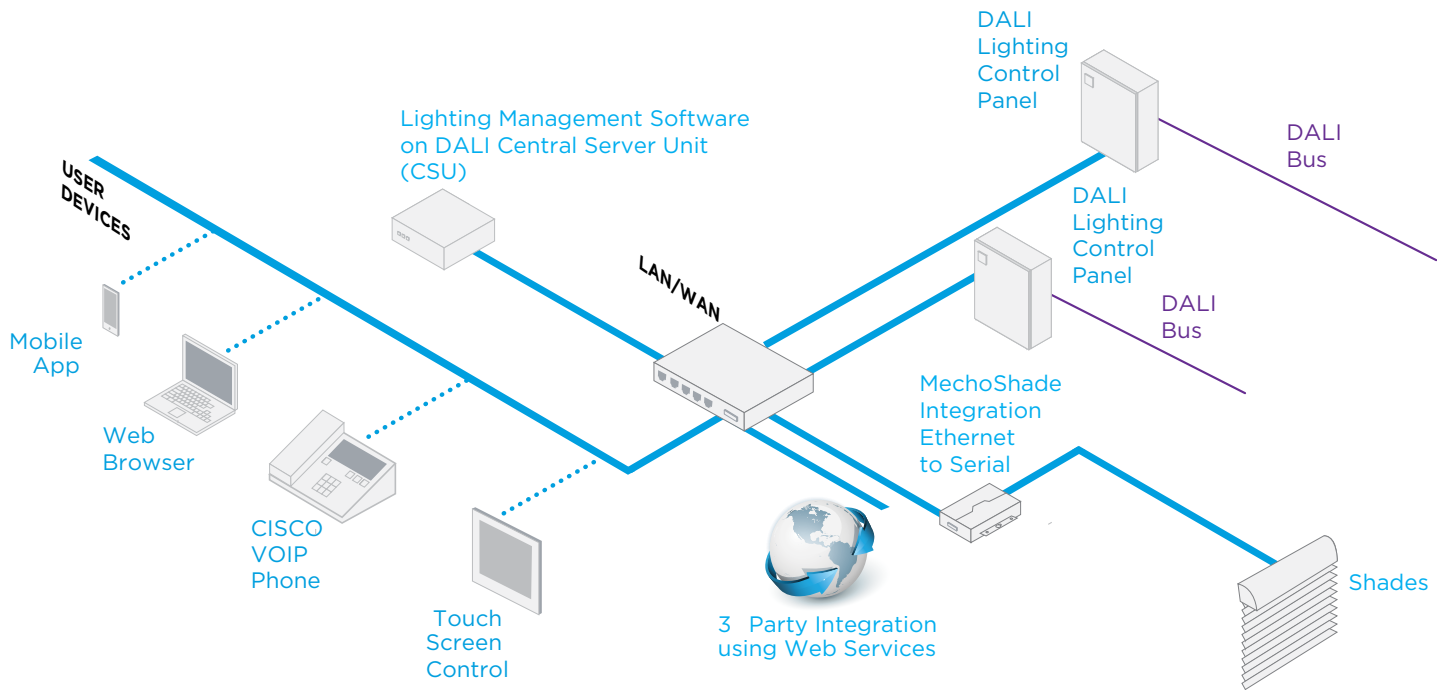 DALI
Lighting
Control
Panel
DALI
Bus
Lighting Management Software
on DALI Central Server Unit
(CSU)
USER
DEVICES
DALI
Lighting
Control
Panel
LAN/WAN
DALI
Bus
Mobile
App
MechoShade
Integration
Ethernet
to Serial
Web
Browser
CISCO
VOIP
Phone
Shades
Touch
Screen
Control
3 Party Integration
using Web Services